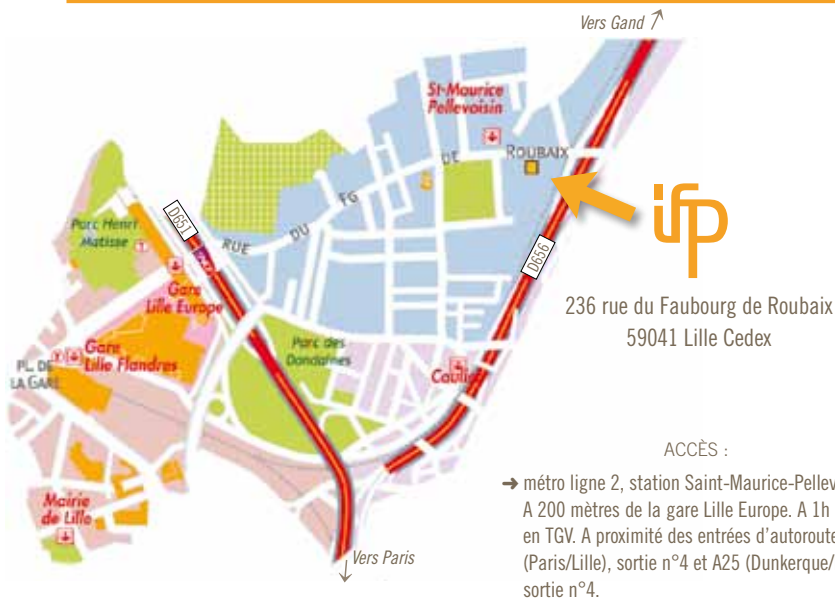 Vers Gand
St-Maurice
Pellevoisin
RUE DU FG DE ROUBAIX
D651
Parc Henri
Matisse
Gare
Lille Europe
D656
ifp
236 rue du Faubourg de Roubaix
59041 Lille Cedex
Gare
Lille Flandres
PL. DE
LA GARE
Parc des
Dondaines
Caulier
Mairie
de Lille
Vers Paris
ACCÈS :
→ métro ligne 2, station Saint-Maurice-Pellev
A 200 mètres de la gare Lille Europe. A 1h
en TGV. A proximité des entrées d'autoroute
(Paris/Lille), sortie n°4 et A25 (Dunkerque/
sortie n°4.